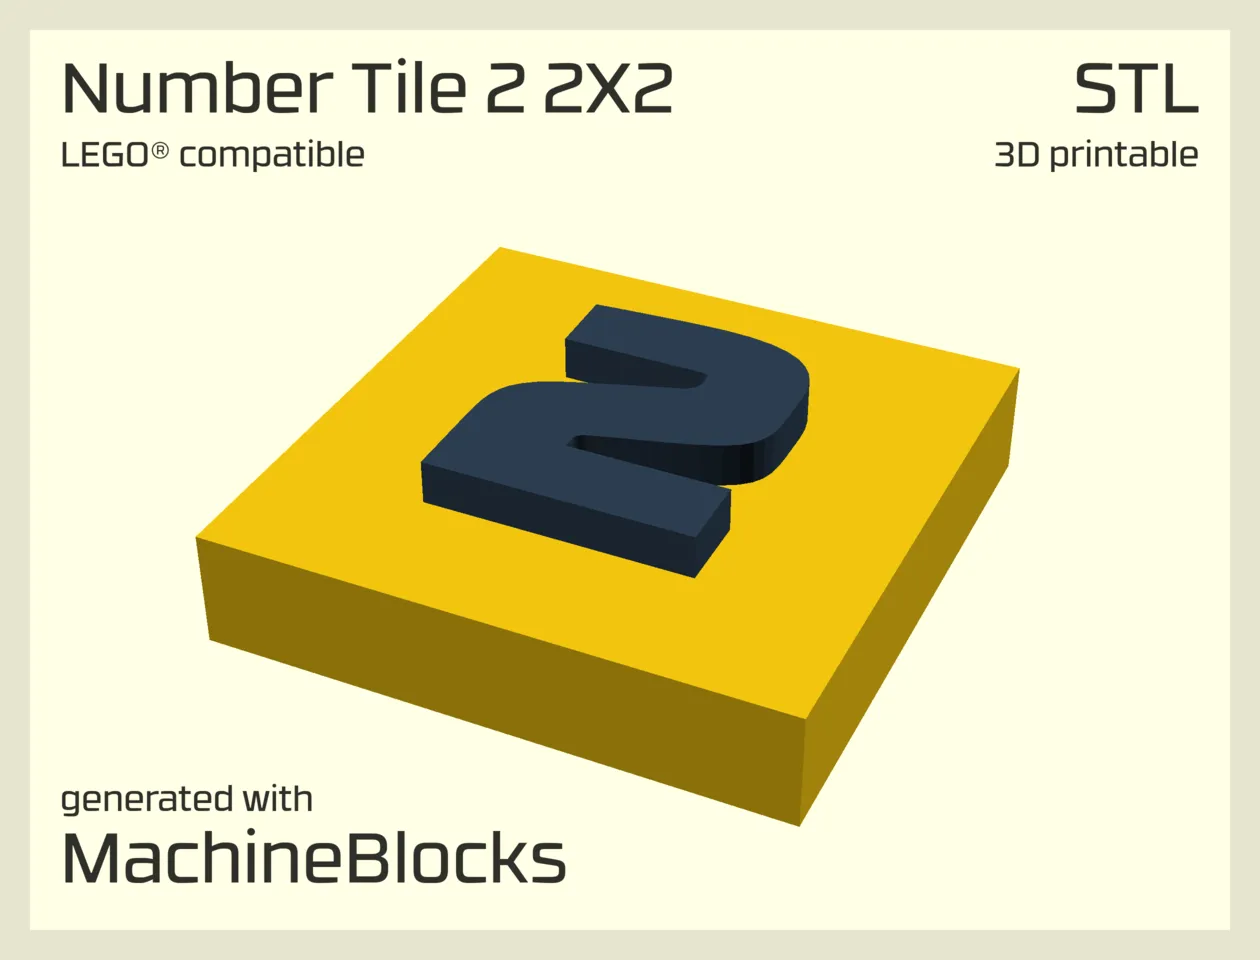 Number Tile 2 2X2
LEGO® compatible
STL
3D printable
2
generated with
MachineBlocks